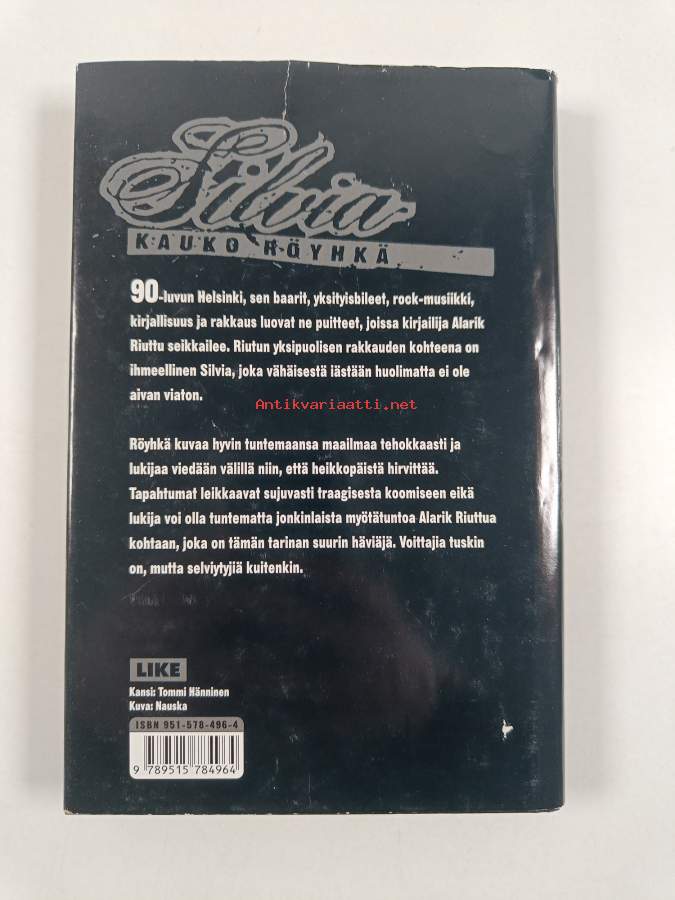 Silvia
KAUKO RÖYHKÄ
90-luvun Helsinki, sen baarit, yksityisbileet, rock-musiikki,
kirjallisuus ja rakkaus luovat ne puitteet, joissa kirjailija Alarik
Riuttu seikkailee. Riutun yksipuolisen rakkauden kohteena on
ihmeellinen Silvia, joka vähäisestä iästään huolimatta ei ole
aivan viaton.
Antikvariaatti.net
Röyhkä kuvaa hyvin tuntemaansa maailmaa tehokkaasti ja
lukijaa viedään välillä niin, että heikkopäistä hirvittää.
Tapahtumat leikkaavat sujuvasti traagisesta koomiseen eikä
lukija voi olla tuntematta jonkinlaista myötätuntoa Alarik Riuttua
kohtaan, joka on tämän tarinan suurin häviäjä. Voittajia tuskin
on, mutta selviytyjiä kuitenkin.
LIKE
Kansi: Tommi Hänninen
Kuva: Nauska
ISBN 951-578-496-4
9 789515 784964